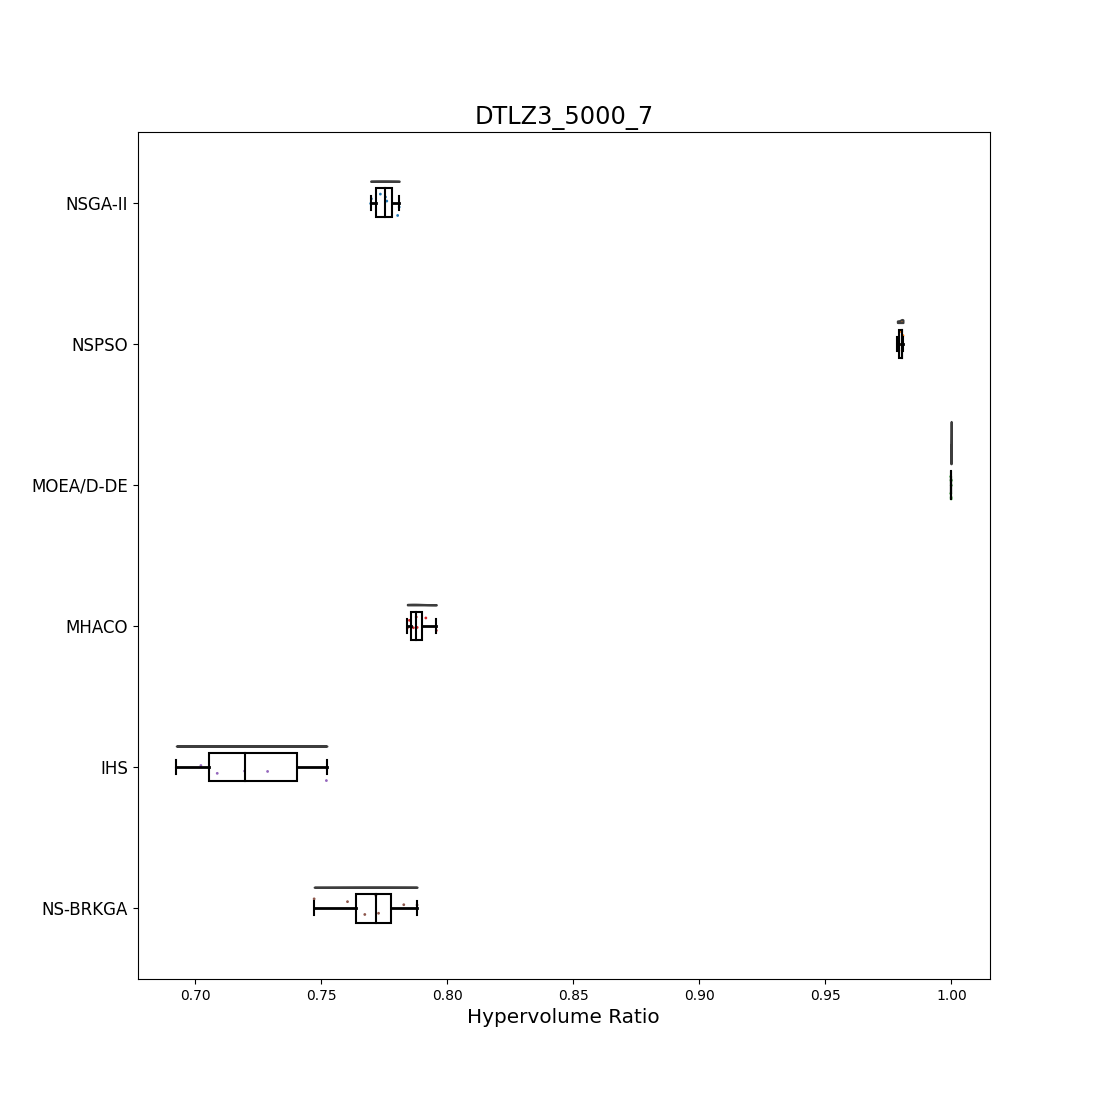 DTLZ3_5000_7
NSGA-II
NSPSO
MOEA/D-DE
MHACO
IHS
NS-BRKGA
0.70 0.75 0.80 0.85 0.90 0.95 1.00
Hypervolume Ratio